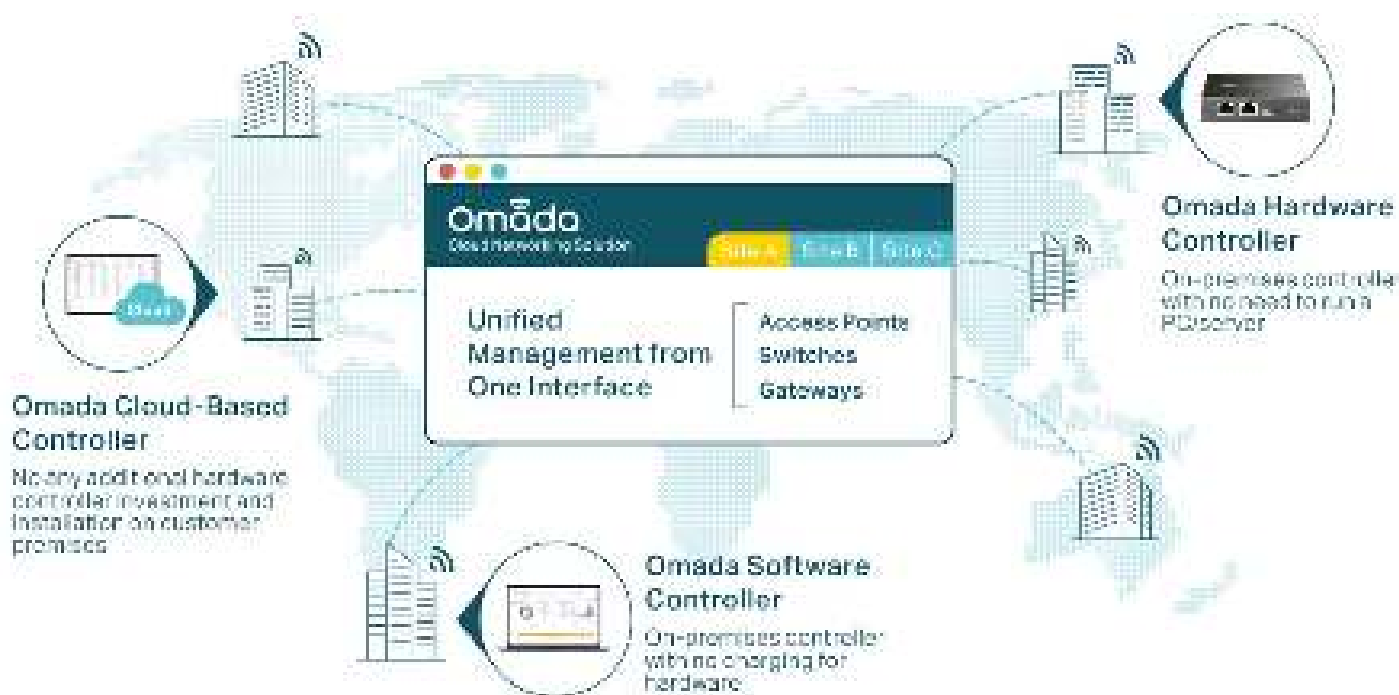 Omada
Cloud Networking Solution
Site A
Site B
Site C
Unified
Management from
One Interface
Access Points
Switches
Gateways
Omada Hardware
Controller
On-premises controller
with no need to run a
PC/server
Omada Cloud-Based
Controller
No any additional hardware
controller investment and
installation on customer
premises
Omada Software
Controller
On-premises controller
with no charging for
hardware